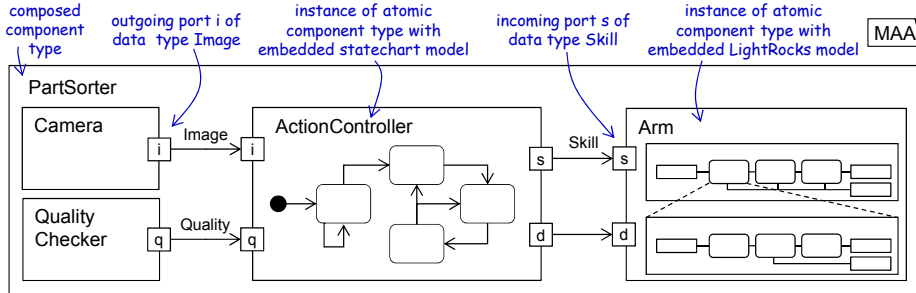 composed
component
type
outgoing port i of
data type Image
instance of atomic
component type with
embedded statechart model
incoming port s of
data type Skill
instance of atomic
component type with
embedded LightRocks model
MAA
PartSorter
Camera
i
Image
i
ActionController
s
Skill
s
Arm
Quality
Checker
q
Quality
q
d
d